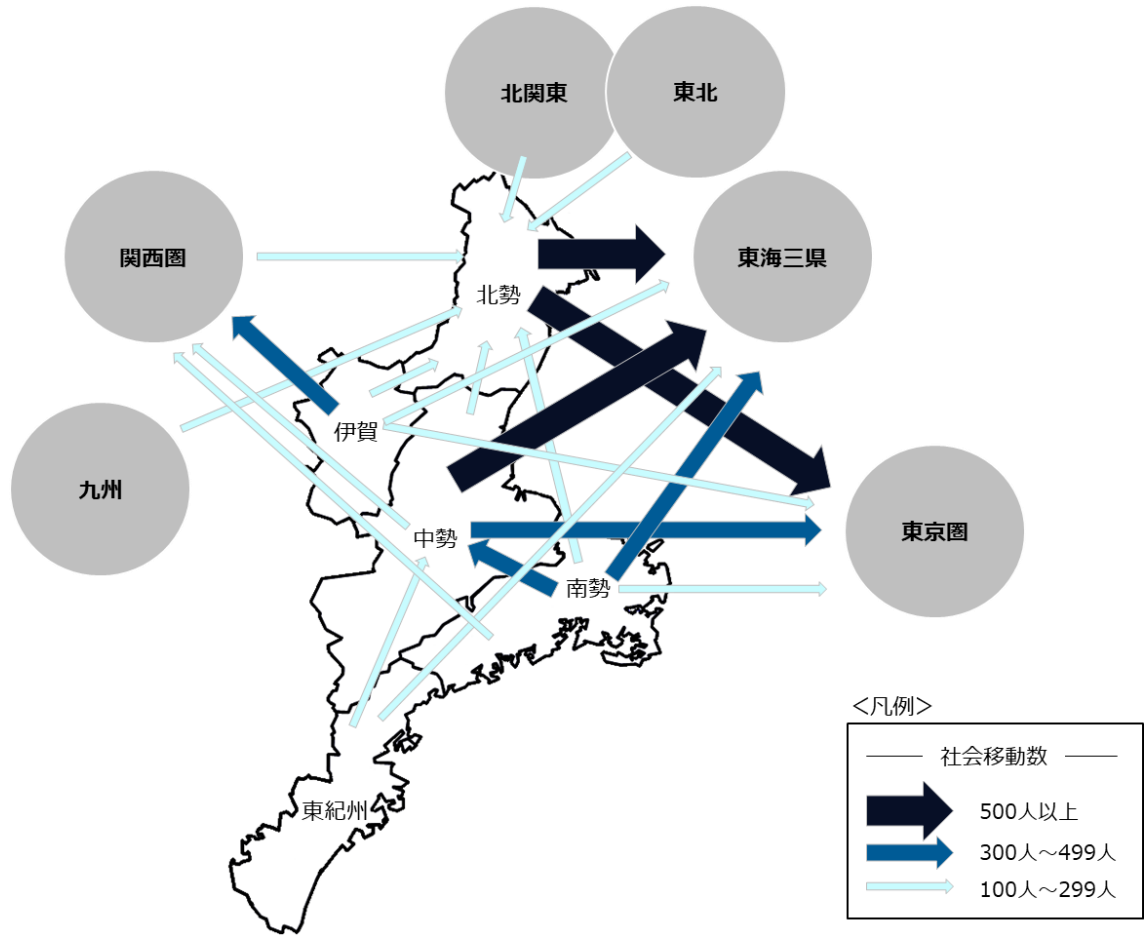 北関東
東北
関西圏
東海三県
北勢
伊賀
九州
中勢
東京圏
南勢
東紀州
＜凡例＞
社会移動数
500人以上
300人～499人
100人～299人